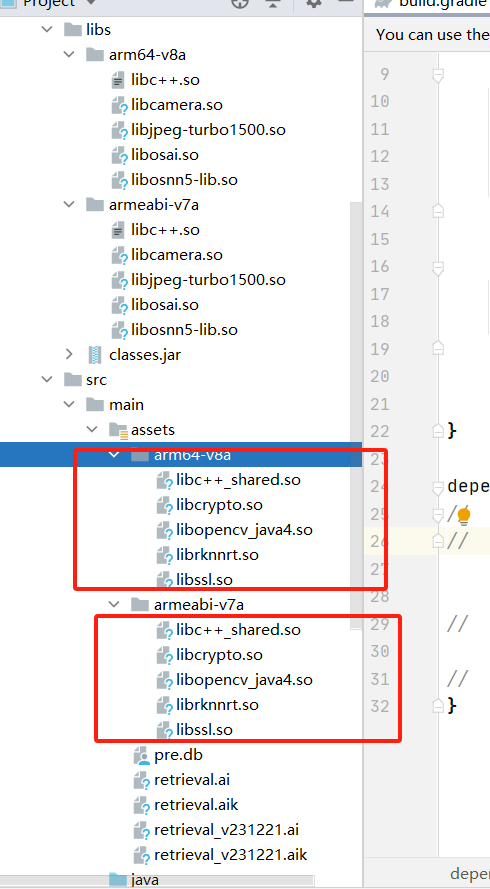 Project
build.gradle
libs
You can use the
arm64-v8a
libc++.so
libcamera.so
libjpeg-turbo1500.so
libosai.so
libosnn5-lib.so
armeabi-v7a
libc++.so
libcamera.so
libjpeg-turbo1500.so
libosai.so
libosnn5-lib.so
classes.jar
src
main
assets
arm64-v8a
libc++_shared.so
libcrypto.so
libopencv_java4.so
librknnrt.so
libssl.so
armeabi-v7a
libc++_shared.so
libcrypto.so
libopencv_java4.so
librknnrt.so
libssl.so
pre.db
retrieval.ai
retrieval.aik
retrieval_v231221.ai
retrieval_v231221.aik
java
9
10
11
12
13
14
15
16
17
18
19
20
21
22 }
23
24 depe
25 //
26 //
27
28
29 //
30
31 //
32 }
depen